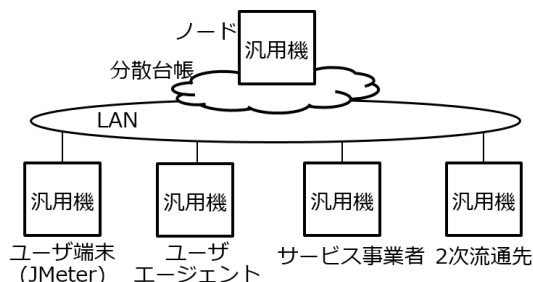 ノード
汎用機
分散台帳
LAN
汎用機
汎用機
汎用機
汎用機
ユーザ端末
(JMeter)
ユーザ
エージェント
サービス事業者
2次流通先